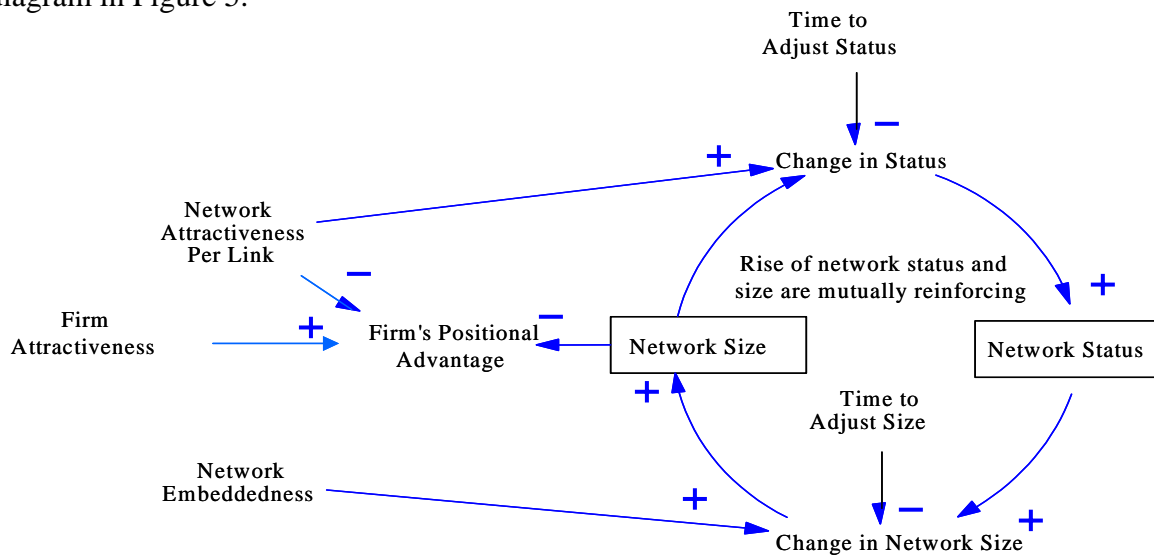 diagram in Figure 3.
Time to
Adjust Status
−
+
Change in Status
Network
Attractiveness
Per Link
−
Rise of network status and
size are mutually reinforcing
+
Firm
Attractiveness
+
Firm's Positional
Advantage
−
Network Size
Network Status
+
Time to
Adjust Size
Network
Embeddedness
+
−
+
Change in Network Size